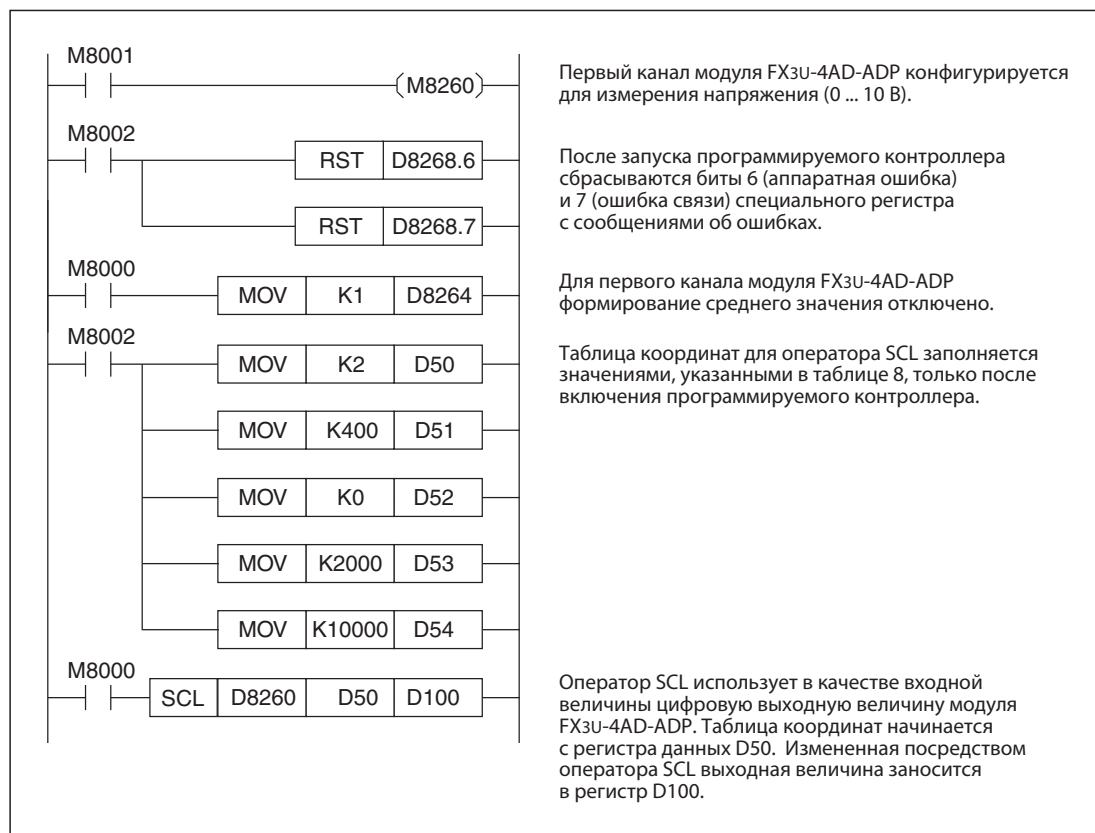 M8001
M8260
Первый канал модуля FX3U-4AD-ADP конфигурируется
для измерения напряжения (0 ... 10 В).
M8002
RST D8268.6
После запуска программируемого контроллера
сбрасываются биты 6 (аппаратная ошибка)
и 7 (ошибка связи) специального регистра
с сообщениями об ошибках.
RST D8268.7
M8000
MOV K1 D8264
Для первого канала модуля FX3U-4AD-ADP
формирование среднего значения отключено.
M8002
MOV K2 D50
Таблица координат для оператора SCL заполняется
значениями, указанными в таблице 8, только после
включения программируемого контроллера.
MOV K400 D51
MOV K0 D52
MOV K2000 D53
MOV K10000 D54
M8000
SCL D8260 D50 D100
Оператор SCL использует в качестве входной
величины цифровую выходную величину модуля
FX3U-4AD-ADP. Таблица координат начинается
с регистра данных D50. Измененная посредством
оператора SCL выходная величина заносится
в регистр D100.